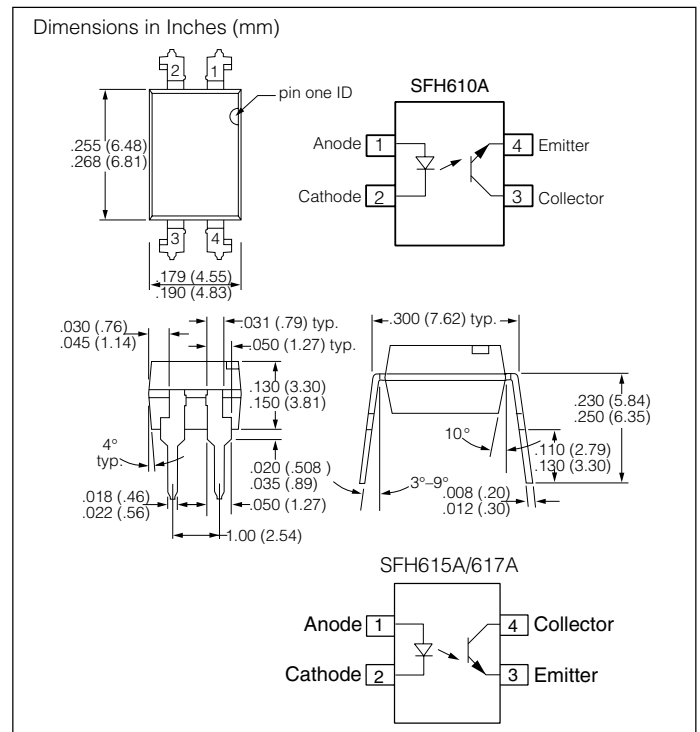 Dimensions in Inches (mm)
2 1
pin one ID
.255 (6.48)
.268 (6.81)
3 4
.179 (4.55)
.190 (4.83)
SFH610A
Anode 1
4 Emitter
Cathode 2
3 Collector
.030 (.76)
.045 (1.14)
.031 (.79) typ.
.050 (1.27) typ.
.130 (3.30)
.150 (3.81)
4°
typ.
.020 (.508 )
.035 (.89)
.018 (.46)
.022 (.56)
.050 (1.27)
1.00 (2.54)
.300 (7.62) typ.
.230 (5.84)
.250 (6.35)
10°
.110 (2.79)
.130 (3.30)
3°–9°
.008 (.20)
.012 (.30)
SFH615A/617A
Anode 1
4 Collector
Cathode 2
3 Emitter